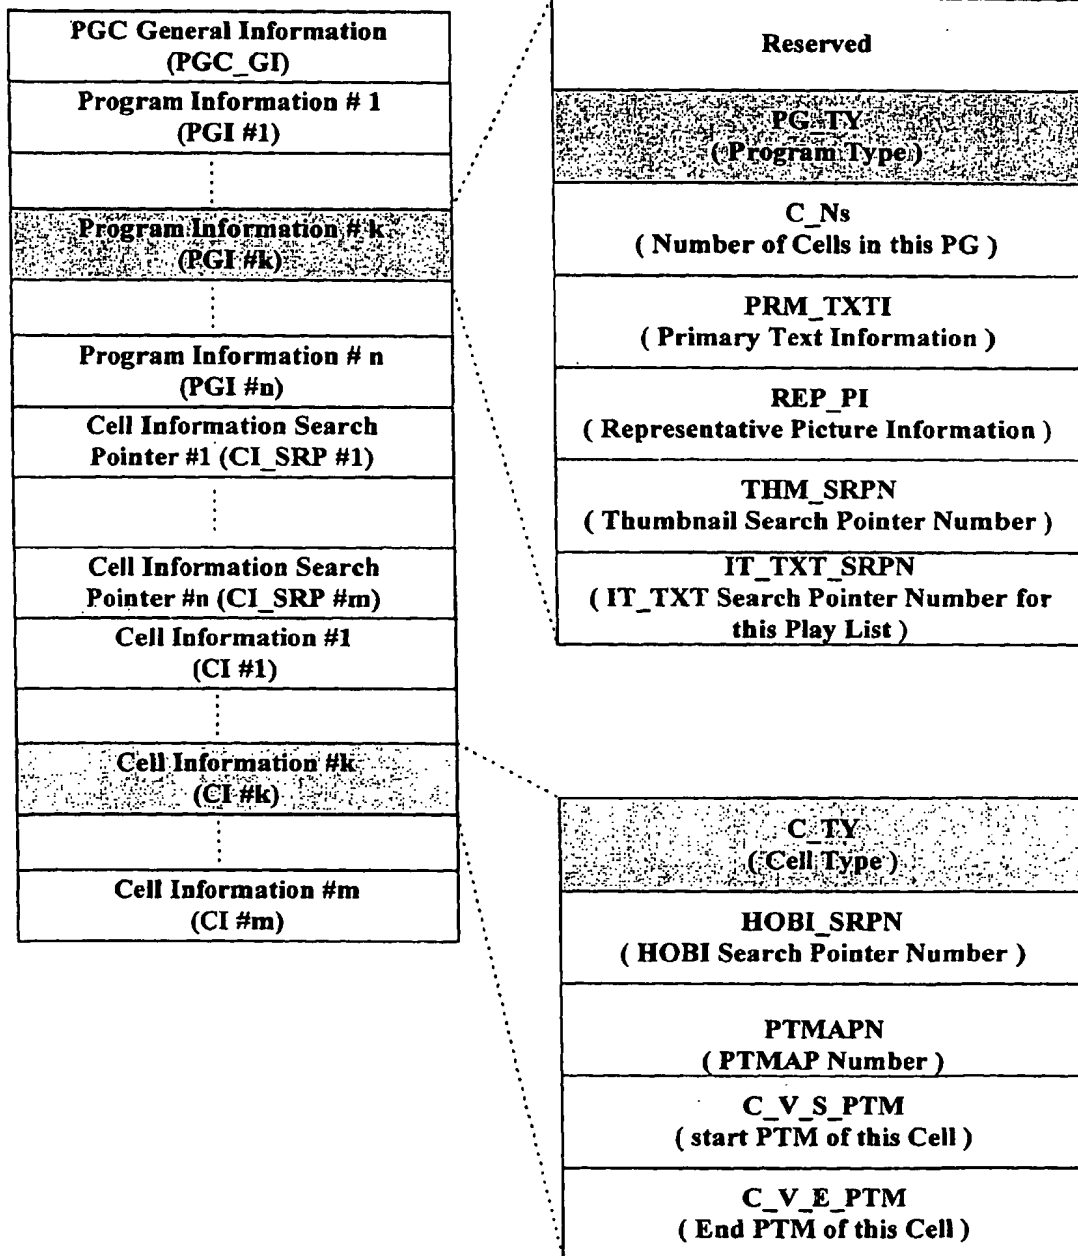 PGC General Information
(PGC_GI)
Program Information # 1
(PGI #1)
Program Information # k
(PGI #k)
Program Information # n
(PGI #n)
Cell Information Search
Pointer #1 (CI_SRP #1)
Cell Information Search
Pointer #n (CI_SRP #m)
Cell Information #1
(CI #1)
Cell Information #k
(CI #k)
Cell Information #m
(CI #m)
Reserved
PG_TY
( Program Type )
C_Ns
( Number of Cells in this PG )
PRM_TXTI
( Primary Text Information )
REP_PI
( Representative Picture Information )
THM_SRPN
( Thumbnail Search Pointer Number )
IT_TXT_SRPN
( IT_TXT Search Pointer Number for
this Play List )
C_TY
( Cell Type )
HOBI_SRPN
( HOBI Search Pointer Number )
PTMAPN
( PTMAP Number )
C_V_S_PTM
( start PTM of this Cell )
C_V_E_PTM
( End PTM of this Cell )